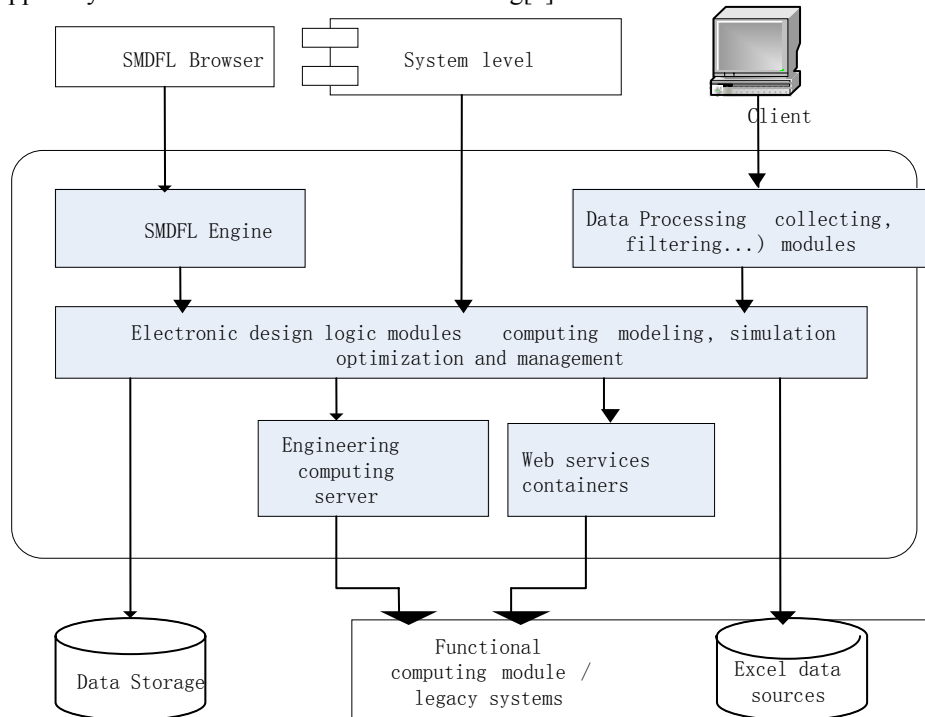 SMDFL Browser
System level
Client
SMDFL Engine
Data Processing collecting,
filtering...) modules
Electronic design logic modules computing modeling, simulation
optimization and management
Engineering
computing
server
Web services
containers
Data Storage
Functional
computing module /
legacy systems
Excel data
sources